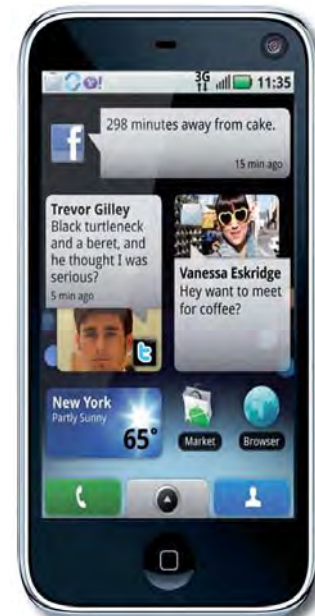 3G 11:35
298 minutes away from cake.
15 min ago
Trevor Gilley
Black turtleneck
and a beret, and
he thought I was
serious?
5 min ago
Vanessa Eskridge
Hey want to meet
for coffee?
New York
Partly Sunny
65°
Market
Browser